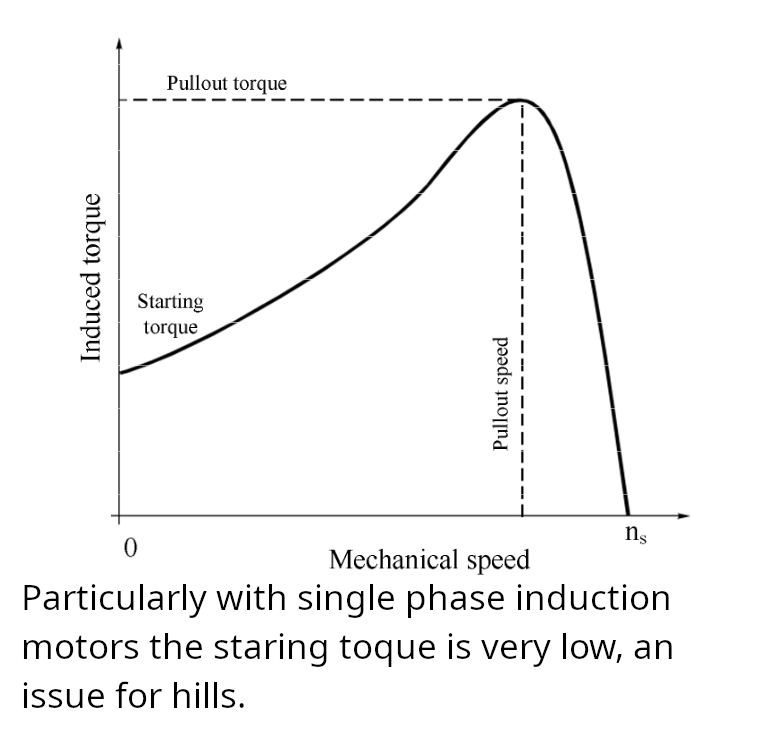 Pullout torque
Induced torque
Starting
torque
Pullout speed
0
nₛ
Mechanical speed
Particularly with single phase induction
motors the staring toque is very low, an
issue for hills.